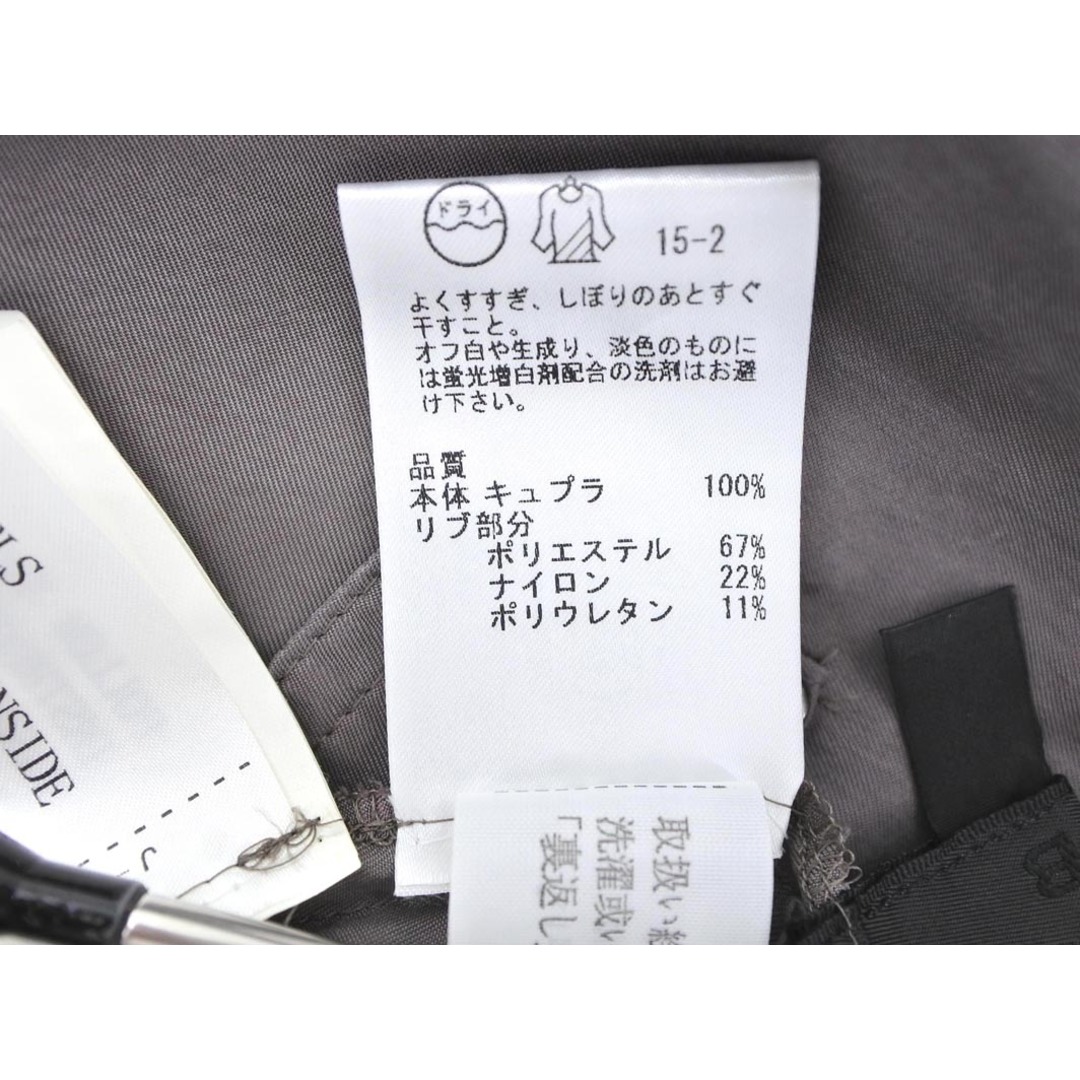 ドライ
15-2
よくすすぎ、しぼりのあとすぐ
干すこと。
オフ白や生成り、淡色のものに
は蛍光増白剤配合の洗剤はお避
け下さい。
品質
本体 キュプラ 100%
リブ部分
ポリエステル 67%
ナイロン 22%
ポリウレタン 11%
取扱い
洗濯或い
「裏返し
NSIDE
B